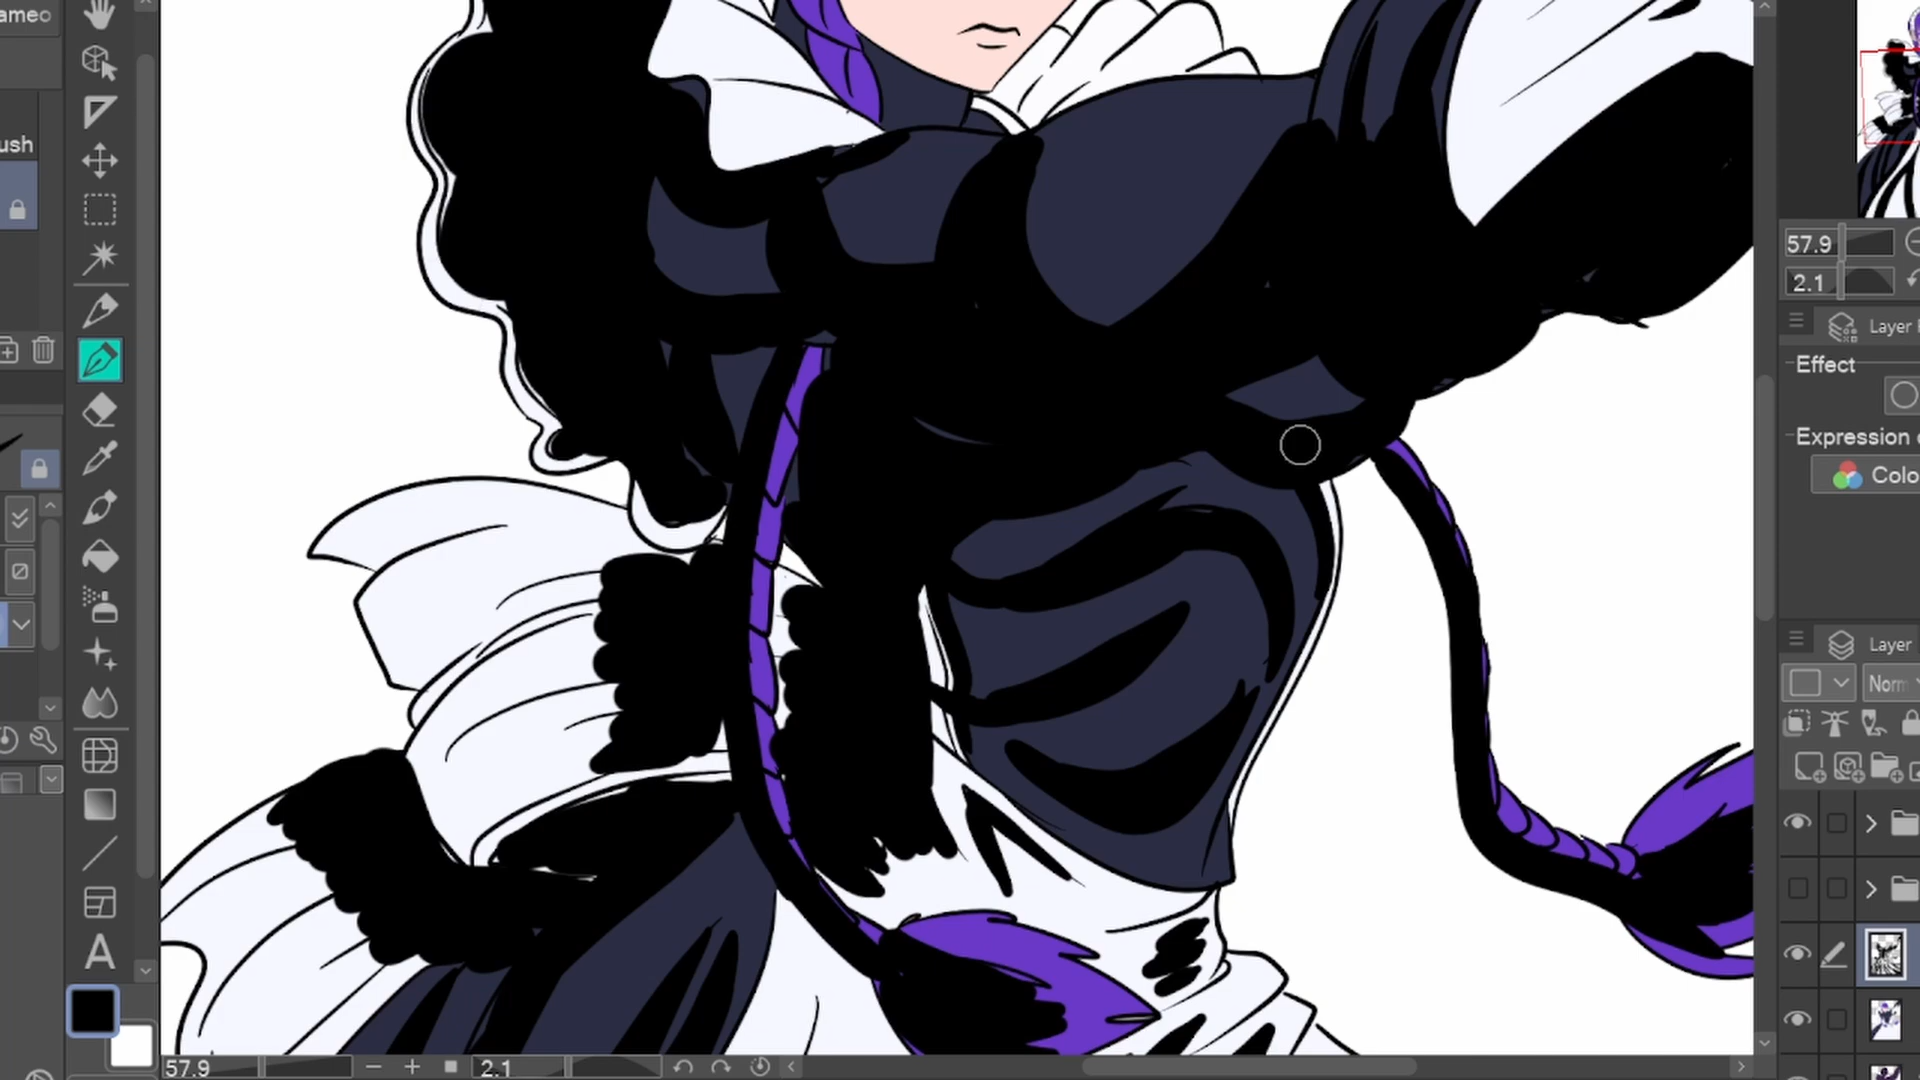 ameo
ush
57.9
2.1
Layer
Effect
Expression
Colo
Layer
Norm
A
57.9
2.1